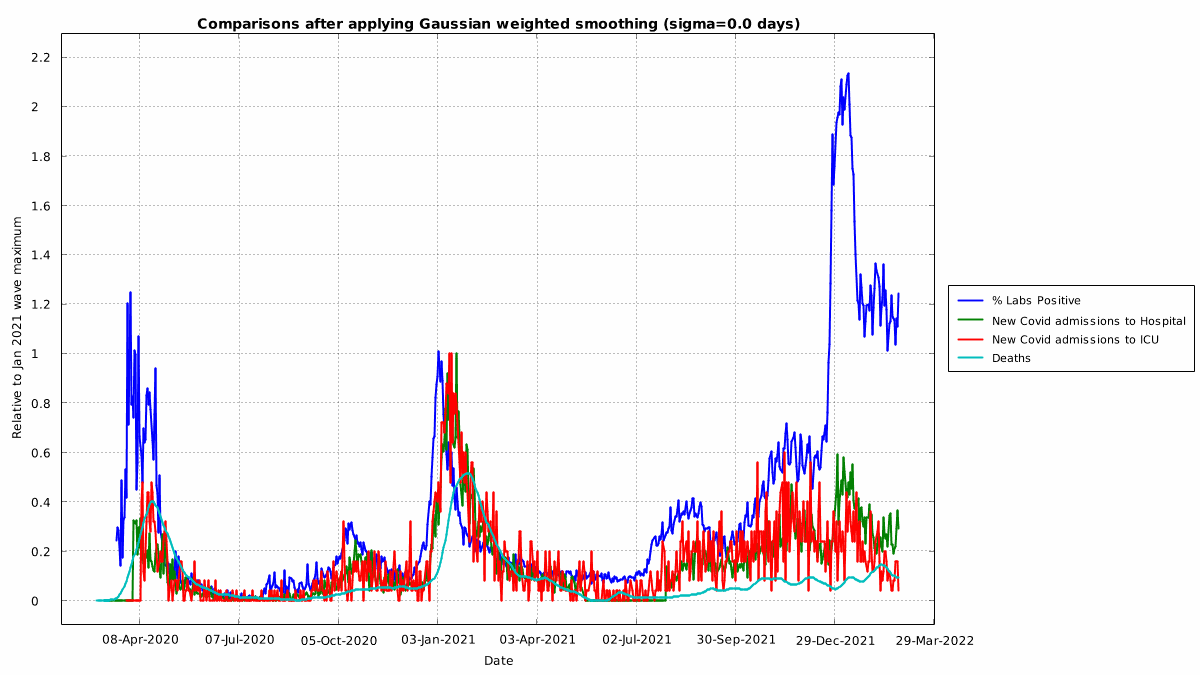 Comparisons after applying Gaussian weighted smoothing (sigma=0.0 days)
Relative to Jan 2021 wave maximum
2.2
2
1.8
1.6
1.4
1.2
1
0.8
0.6
0.4
0.2
0
08-Apr-2020 07-Jul-2020 05-Oct-2020 03-Jan-2021 03-Apr-2021 02-Jul-2021 30-Sep-2021 29-Dec-2021 29-Mar-2022
Date
% Labs Positive
New Covid admissions to Hospital
New Covid admissions to ICU
Deaths